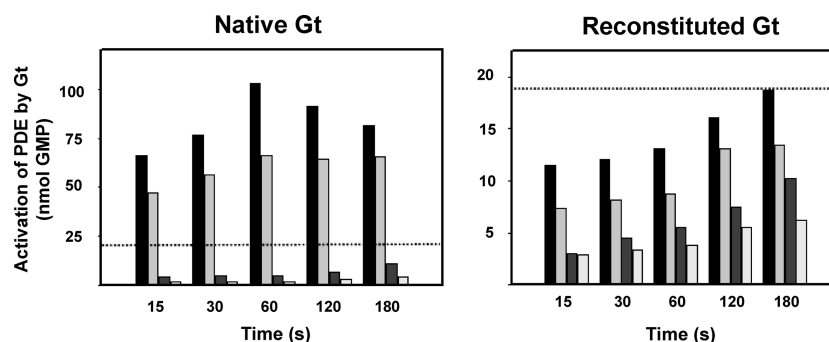 Native Gt
Reconstituted Gt
Activation of PDE by Gt
(nmol GMP)
100
75
50
25
15 30 60 120 180
Time (s)
20
15
10
5
15 30 60 120 180
Time (s)